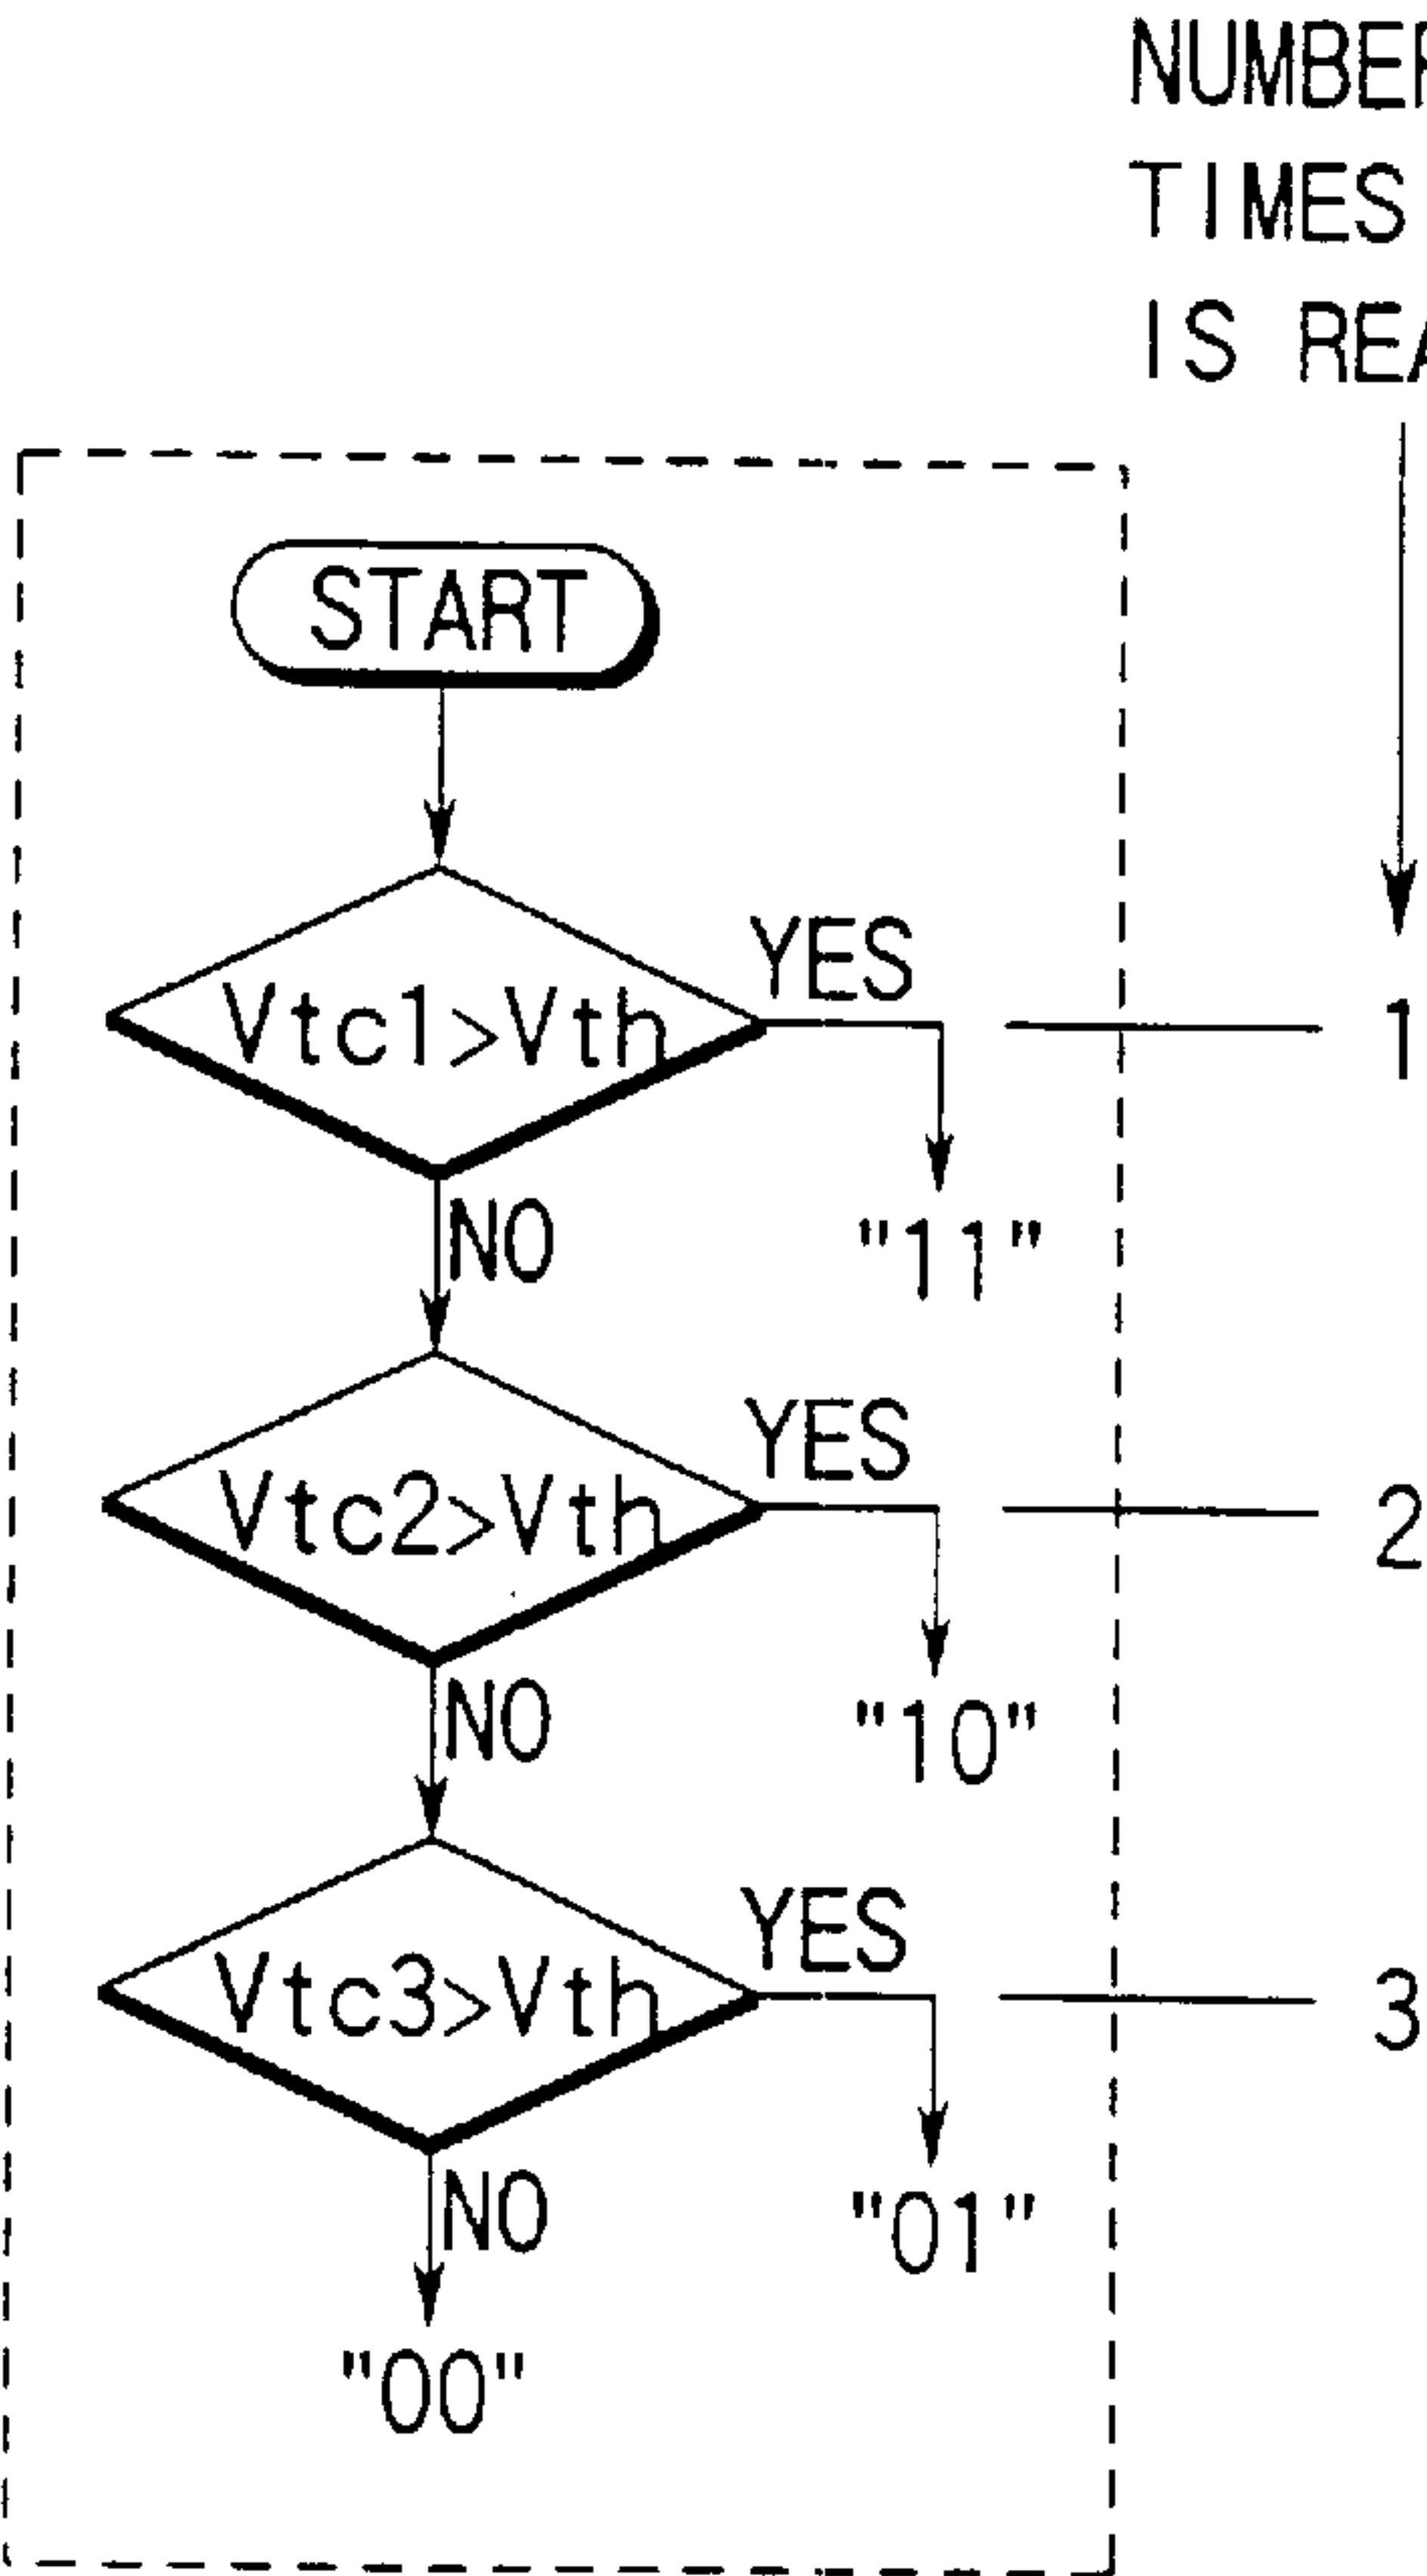 NUMBER
TIMES
IS REA
START
Vtc1>Vth
YES
1
"11"
NO
Vtc2>Vth
YES
2
"10"
NO
Vtc3>Vth
YES
3
"01"
NO
"00"